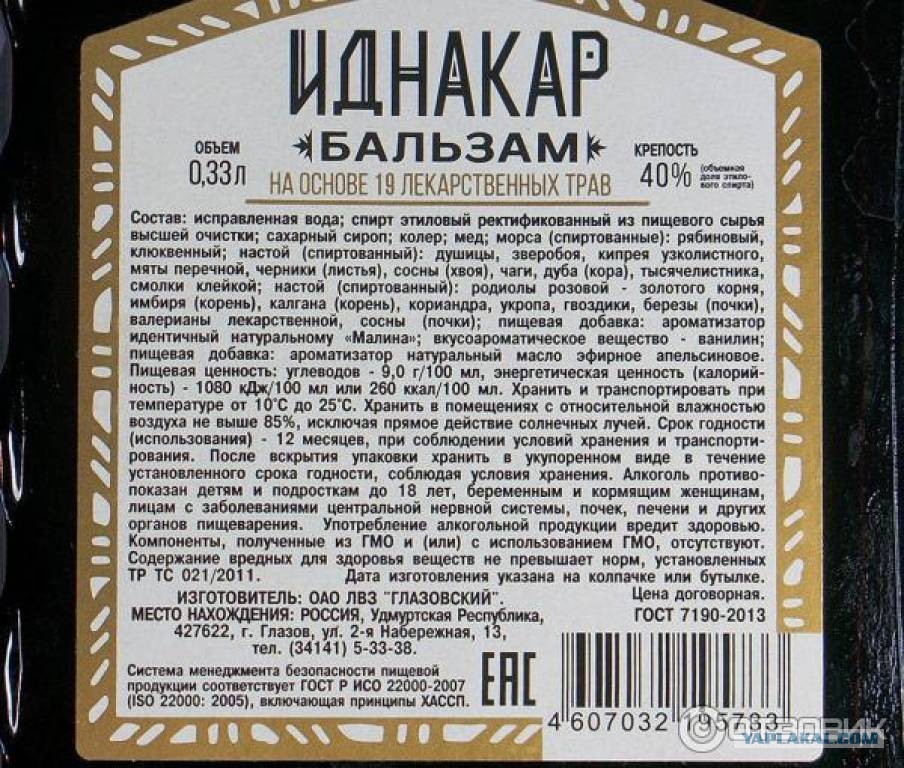 ИДНАКАР
БАЛЬЗАМ
ОБЪЕМ
0,33л
КРЕПОСТЬ
40% (объемная
доля этило-
вого спирта)
НА ОСНОВЕ 19 ЛЕКАРСТВЕННЫХ ТРАВ
Состав: исправленная вода; спирт этиловый ректификованный из пищевого сырья
высшей очистки; сахарный сироп; колер; мед; морса (спиртованные): рябиновый,
клюквенный; настой (спиртованный): душицы, зверобоя, кипрея узколистного,
мяты перечной, черники (листья), сосны (хвоя), чаги, дуба (кора), тысячелистника,
смолки клейкой; настой (спиртованный): родиолы розовой - золотого корня,
имбиря (корень), калгана (корень), кориандра, укропа, гвоздики, березы (почки),
валерианы лекарственной, сосны (почки); пищевая добавка: ароматизатор
идентичный натуральному «Малина»; вкусоароматическое вещество - ванилин;
пищевая добавка: ароматизатор натуральный масло эфирное апельсиновое.
Пищевая ценность: углеводов - 9,0 г/100 мл, энергетическая ценность (калорий-
ность) - 1080 кДж/100 мл или 260 ккал/100 мл. Хранить и транспортировать при
температуре от 10°С до 25°С. Хранить в помещениях с относительной влажностью
воздуха не выше 85%, исключая прямое действие солнечных лучей. Срок годности
(использования) - 12 месяцев, при соблюдении условий хранения и транспорти-
рования. После вскрытия упаковки хранить в укупоренном виде в течение
установленного срока годности, соблюдая условия хранения. Алкоголь противо-
показан детям и подросткам до 18 лет, беременным и кормящим женщинам,
лицам с заболеваниями центральной нервной системы, почек, печени и других
органов пищеварения. Употребление алкогольной продукции вредит здоровью.
Компоненты, полученные из ГМО и (или) с использованием ГМО, отсутствуют.
Содержание вредных для здоровья веществ не превышает норм, установленных
ТР ТС 021/2011. Дата изготовления указана на колпачке или бутылке.
ИЗГОТОВИТЕЛЬ: ОАО ЛВЗ "ГЛАЗОВСКИЙ". Цена договорная.
МЕСТО НАХОЖДЕНИЯ: РОССИЯ, Удмуртская Республика, ГОСТ 7190-2013
427622, г. Глазов, ул. 2-я Набережная, 13,
тел. (34141) 5-33-38.
Система менеджмента безопасности пищевой
продукции соответствует ГОСТ Р ИСО 22000-2007
(ISO 22000: 2005), включающая принципы ХАССП.
ЕАС
4 607032 195783
YAPLAKAL.COM